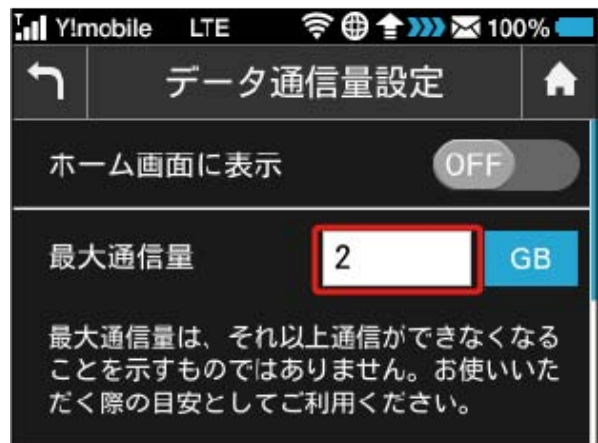 Y!mobile LTE 100%
データ通信量設定
ホーム画面に表示 OFF
最大通信量 2 GB
最大通信量は、それ以上通信ができなくなる
ことを示すものではありません。お使いいた
だく際の目安としてご利用ください。